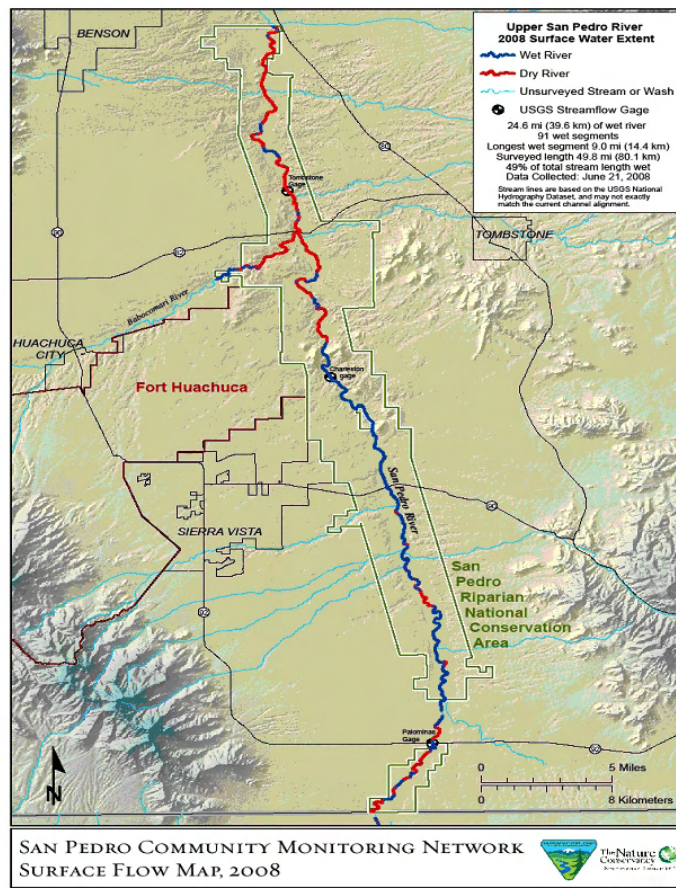 BENSON
Upper San Pedro River
2008 Surface Water Extent
Wet River
Dry River
Unsurveyed Stream or Wash
USGS Streamflow Gage
24.6 mi (39.6 km) of wet river
91 wet segments
Longest wet segment 9.0 mi (14.4 km)
Surveyed length 49.8 mi (80.1 km)
49% of total stream length wet
Data Collected: June 21, 2008
Stream lines are based on the USGS National
Hydrography Dataset, and may not exactly
match the current channel alignment.
80
Tombstone
Gage
90
82
TOMBSTONE
Babocomari River
HUACHUCA
CITY
Fort Huachuca
Charleston
gage
San Pedro River
90
SIERRA VISTA
San
Pedro
Riparian
National
Conservation
Area
92
Palominas
Gage
92
N
0 5 Miles
0 8 Kilometers
SAN PEDRO COMMUNITY MONITORING NETWORK
SURFACE FLOW MAP, 2008
The Nature
Conservancy